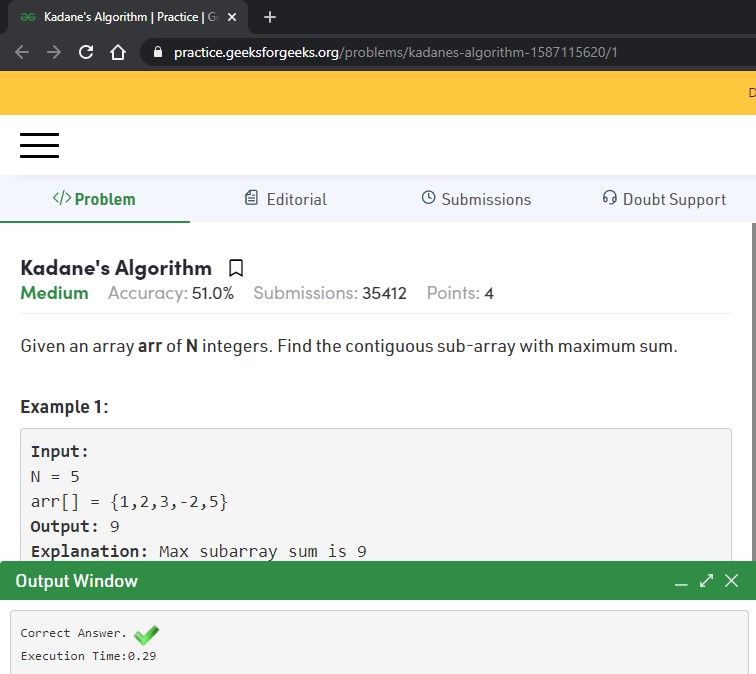 Kadane's Algorithm | Practice | G
practice.geeksforgeeks.org/problems/kadanes-algorithm-1587115620/1
</> Problem Editorial Submissions Doubt Support
Kadane's Algorithm
Medium Accuracy: 51.0% Submissions: 35412 Points: 4
Given an array arr of N integers. Find the contiguous sub-array with maximum sum.
Example 1:
Input:
N = 5
arr[] = {1,2,3,-2,5}
Output: 9
Explanation: Max subarray sum is 9
Output Window
Correct Answer.
Execution Time:0.29